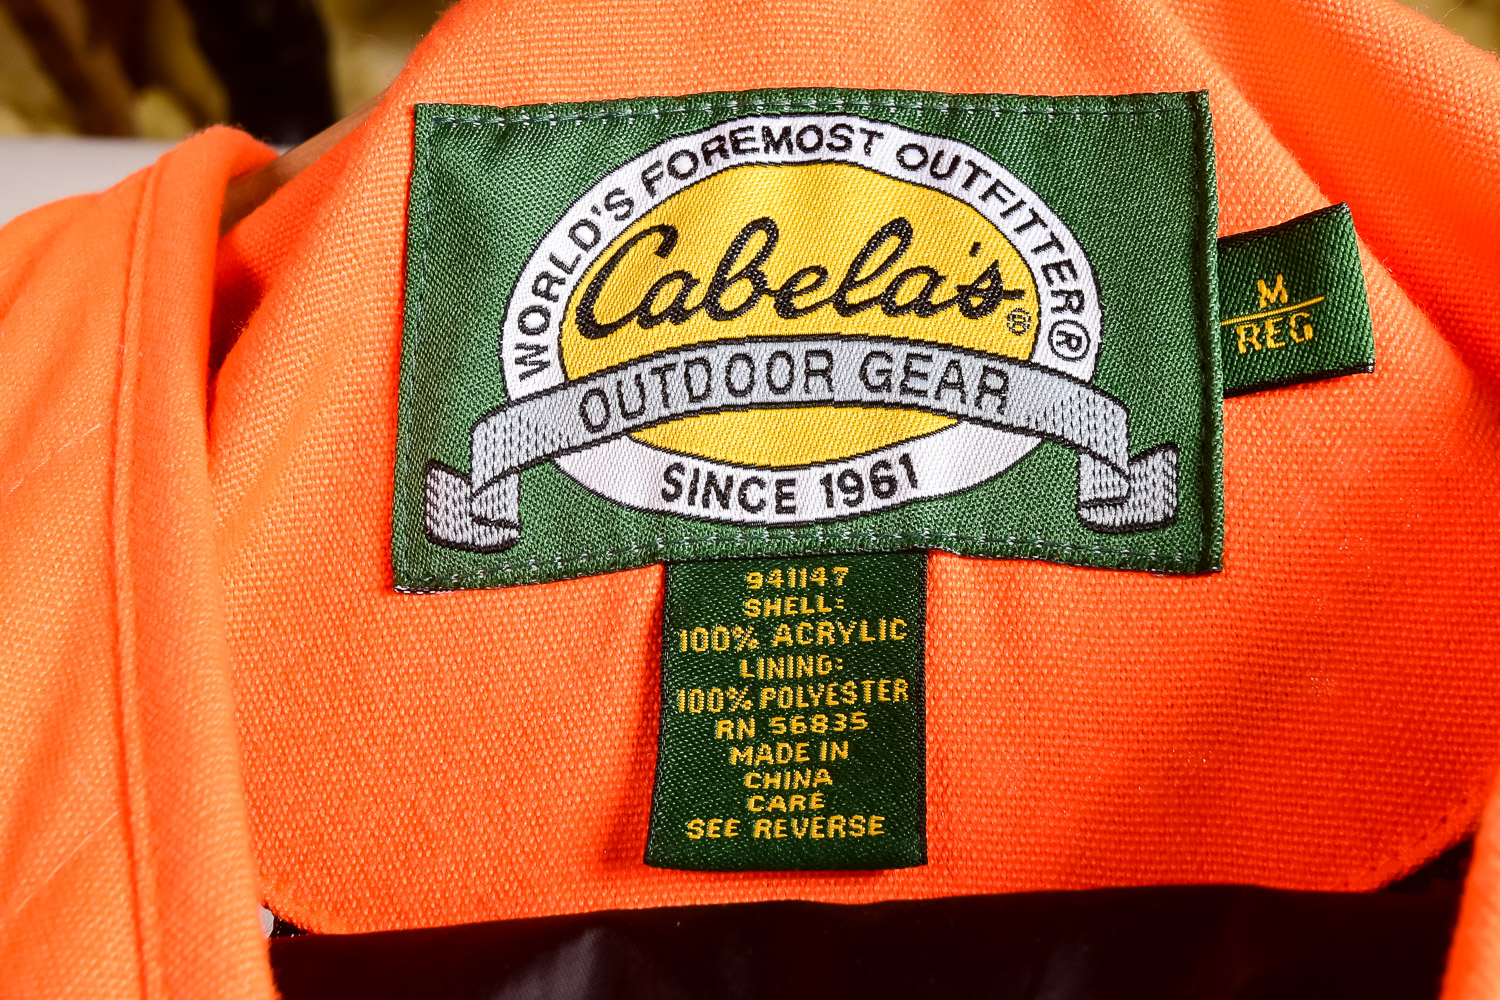 WORLD'S FOREMOST OUTFITTER®
Cabela's®
OUTDOOR GEAR
SINCE 1961
M
REG
941147
SHELL:
100% ACRYLIC
LINING:
100% POLYESTER
RN 56835
MADE IN
CHINA
CARE
SEE REVERSE